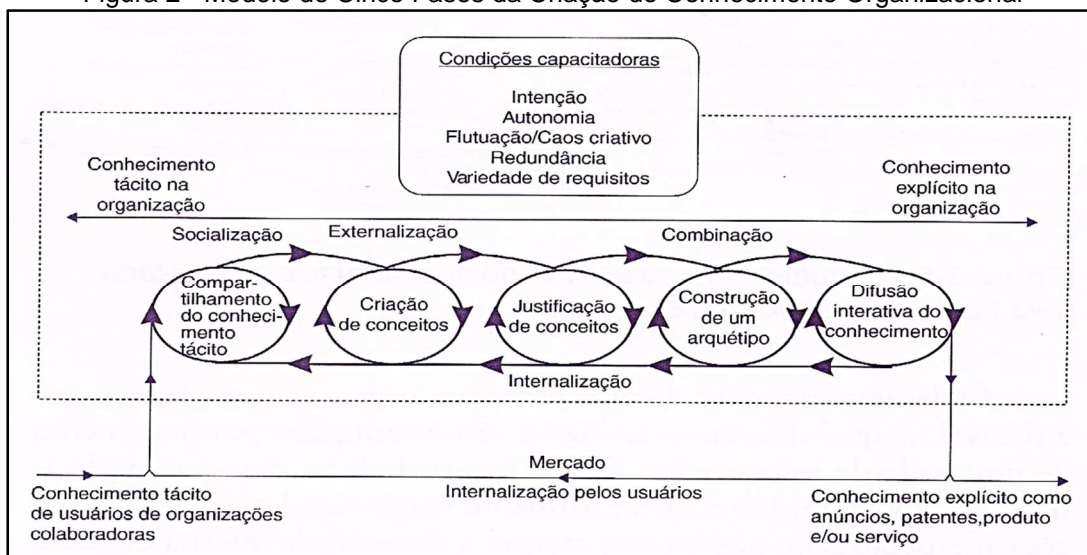 Figura 2 - Modelo de Cinco Fases da Criação do Conhecimento Organizacional
Condições capacitadoras
Intenção
Autonomia
Flutuação/Caos criativo
Redundância
Variedade de requisitos
Conhecimento
tácito na
organização
Conhecimento
explícito na
organização
Socialização
Externalização
Combinação
Compar-
tilhamento
do conheci-
mento
tácito
Criação
de conceitos
Justificação
de conceitos
Construção
de um
arquétipo
Difusão
interativa do
conhecimento
Internalização
Mercado
Internalização pelos usuários
Conhecimento tácito
de usuários de organizações
colaboradoras
Conhecimento explícito como
anúncios, patentes,produto
e/ou serviço